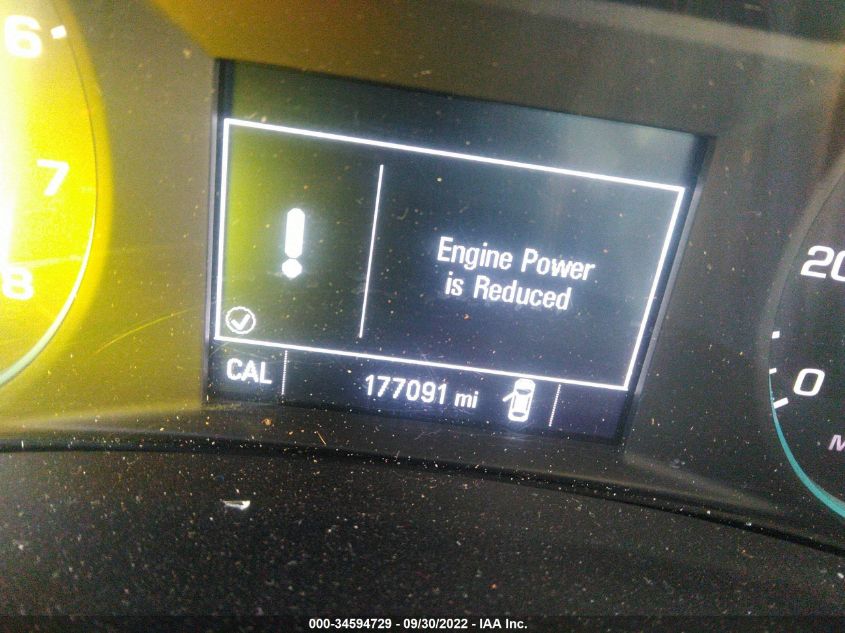 6
7
8
Engine Power
is Reduced
CAL
177091 mi
20
0
M
000-34594729 - 09/30/2022 - IAA Inc.